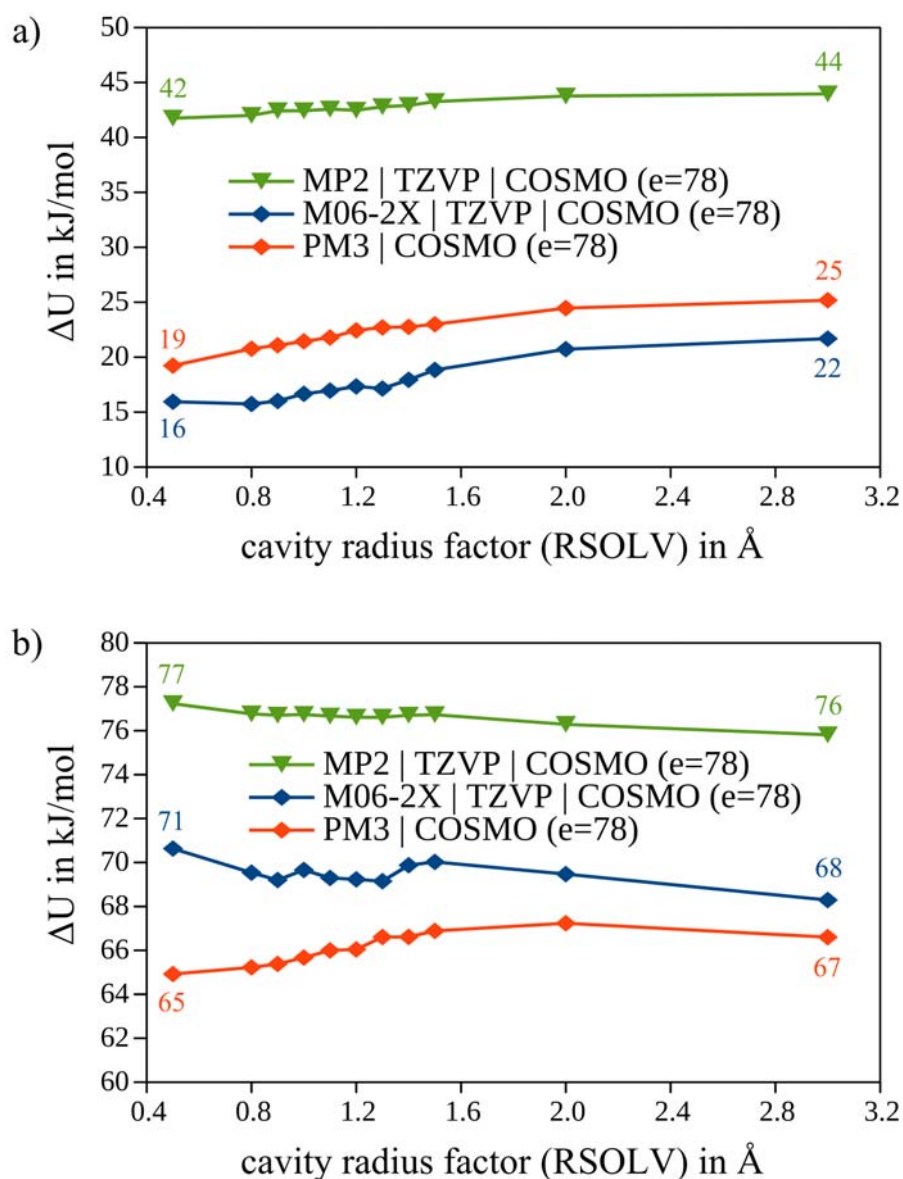 a)
50
45
40
35
30
25
20
15
10
0.4 0.8 1.2 1.6 2.0 2.4 2.8 3.2
ΔU in kJ/mol
42
44
MP2 | TZVP | COSMO (e=78)
M06-2X | TZVP | COSMO (e=78)
PM3 | COSMO (e=78)
19
25
16
22
cavity radius factor (RSOLV) in Å
b)
80
78
76
74
72
70
68
66
64
62
60
0.4 0.8 1.2 1.6 2.0 2.4 2.8 3.2
ΔU in kJ/mol
77
76
MP2 | TZVP | COSMO (e=78)
M06-2X | TZVP | COSMO (e=78)
PM3 | COSMO (e=78)
71
68
65
67
cavity radius factor (RSOLV) in Å